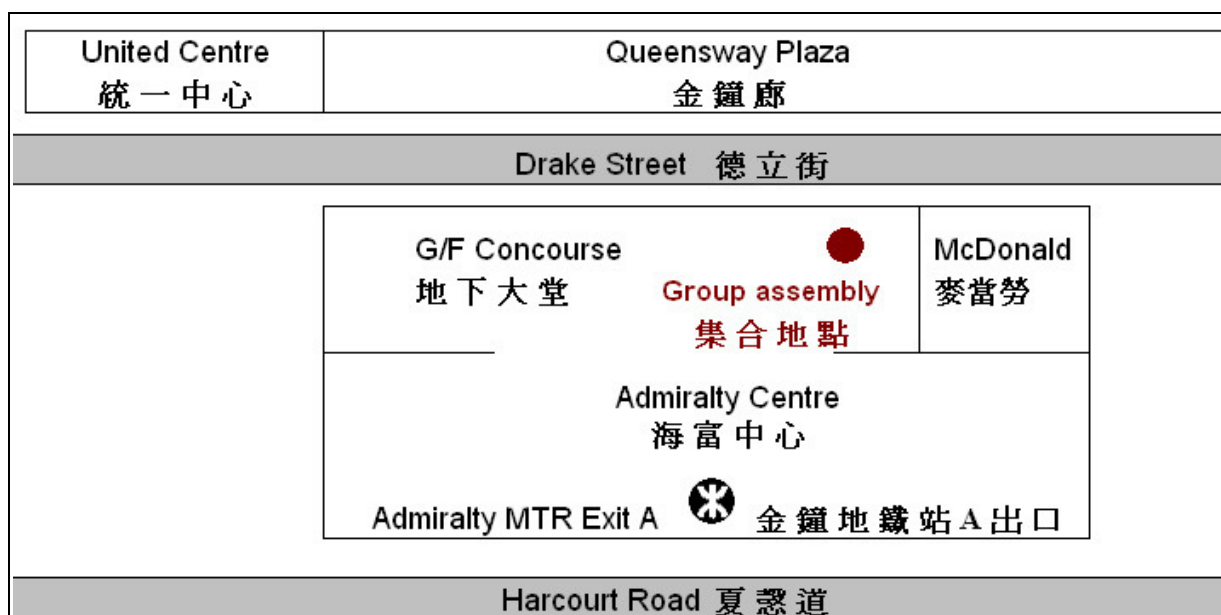 United Centre
統一中心
Queensway Plaza
金鐘廊
Drake Street 德立街
G/F Concourse
地下大堂
Group assembly
集合地點
McDonald
麥當勞
Admiralty Centre
海富中心
Admiralty MTR Exit A 金鐘地鐵站A出口
Harcourt Road 夏慤道